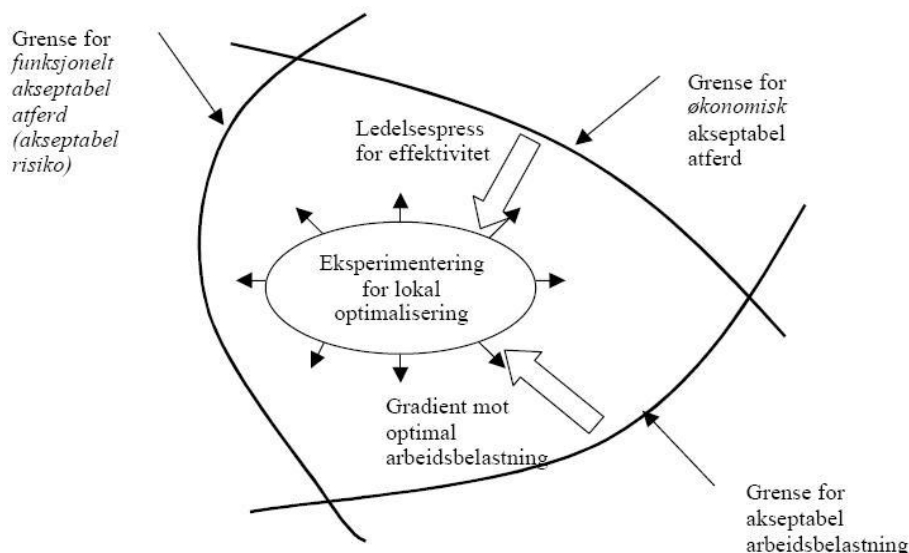 Grense for
funksjonelt
akseptabel
atferd
(akseptabel
risiko)
Ledelsespress
for effektivitet
Grense for
økonomisk
akseptabel
atferd
Eksperimentering
for lokal
optimalisering
Gradient mot
optimal
arbeidsbelastning
Grense for
akseptabel
arbeidsbelastning